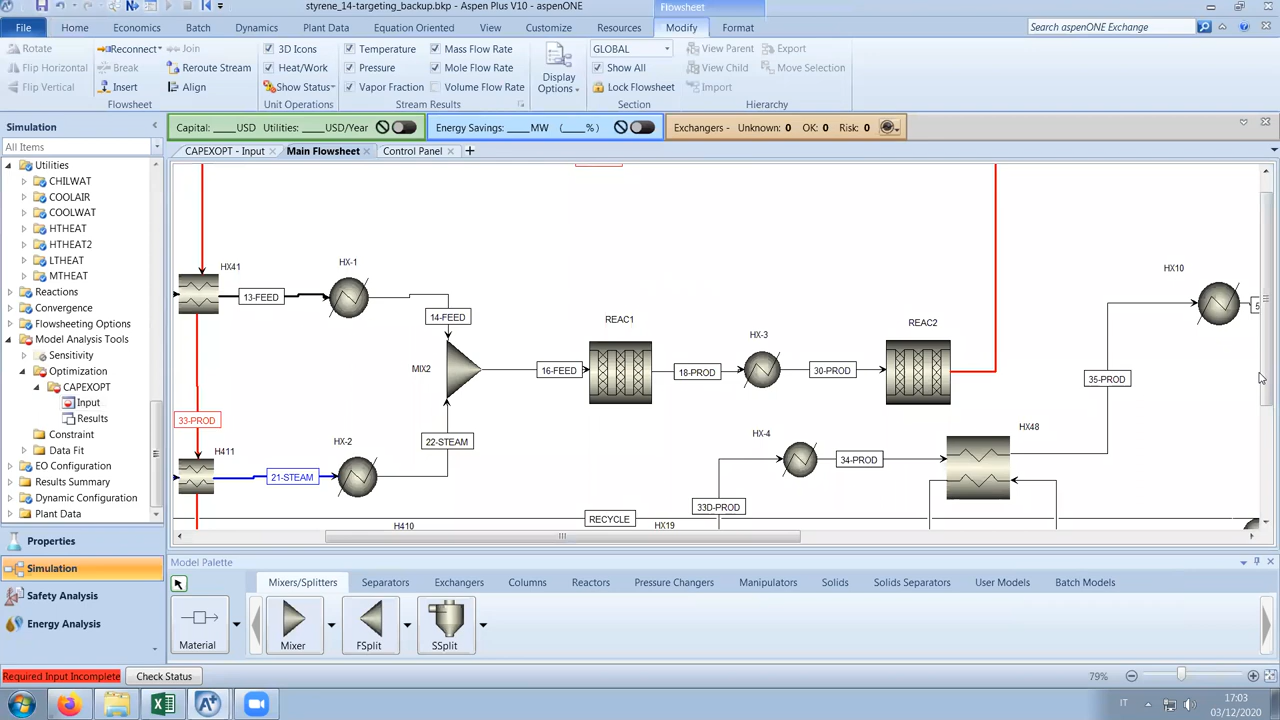 styrene_14-targeting_backup.bkp - Aspen Plus V10 - aspenONE
Flowsheet
File Home Economics Batch Dynamics Plant Data Equation Oriented View Customize Resources Modify Format Search aspenONE Exchange
Rotate Reconnect Join 3D Icons Temperature Mass Flow Rate GLOBAL View Parent Export
Flip Horizontal Break Reroute Stream Heat/Work Pressure Mole Flow Rate Display Options Show All View Child Move Selection
Flip Vertical Insert Align Show Status Vapor Fraction Volume Flow Rate Lock Flowsheet Import
Flowsheet Unit Operations Stream Results Section Hierarchy
Simulation
Capital: ____USD Utilities: ____USD/Year Energy Savings: ____MW (____%) Exchangers - Unknown: 0 OK: 0 Risk: 0
All Items
CAPEXOPT - Input Main Flowsheet Control Panel
Utilities
CHILWAT
COOLAIR
COOLWAT
HTHEAT
HTHEAT2
LTHEAT
MTHEAT
Reactions
Convergence
Flowsheeting Options
Model Analysis Tools
Sensitivity
Optimization
CAPEXOPT
Input
Results
Constraint
Data Fit
EO Configuration
Results Summary
Dynamic Configuration
Plant Data
Properties
Simulation
Safety Analysis
Energy Analysis
HX41
HX-1
13-FEED
14-FEED
MIX2
16-FEED
REAC1
18-PROD
HX-3
30-PROD
REAC2
HX10
35-PROD
33-PROD
H411
21-STEAM
HX-2
22-STEAM
HX-4
34-PROD
HX48
33D-PROD
RECYCLE
H410
HX19
Model Palette
Mixers/Splitters Separators Exchangers Columns Reactors Pressure Changers Manipulators Solids Solids Separators User Models Batch Models
Material Mixer FSplit SSplit
Required Input Incomplete Check Status 79%
IT 17:03
03/12/2020